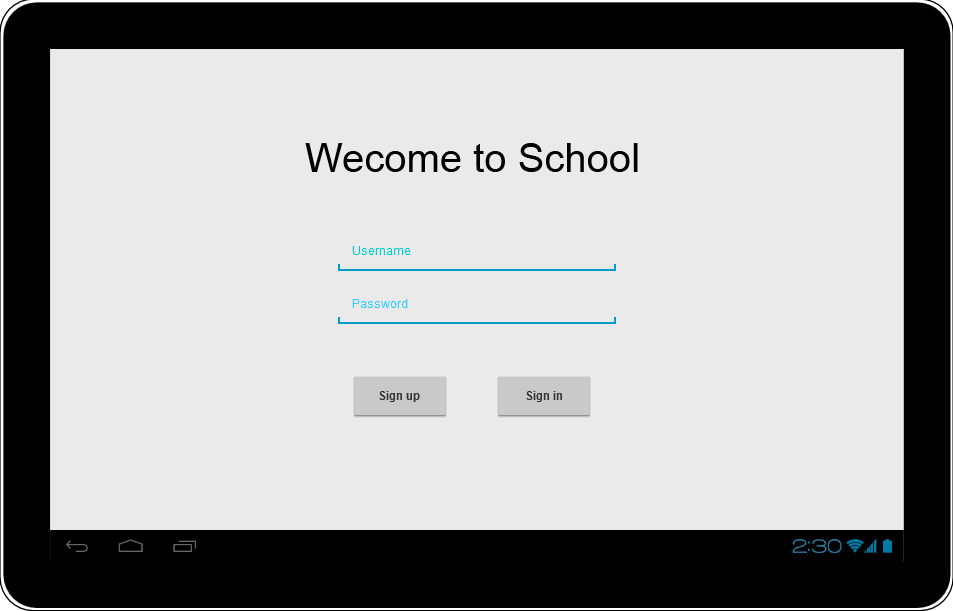 Wecome to School
Username
Password
Sign up Sign in
2:30